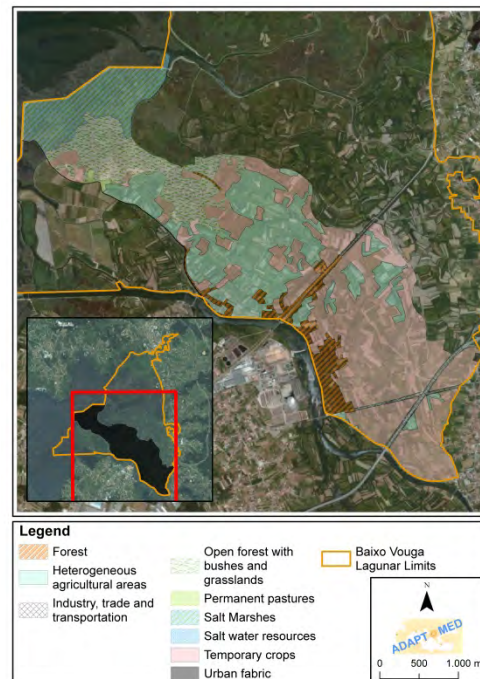 Legend
Forest
Heterogeneous
agricultural areas
Industry, trade and
transportation
Open forest with
bushes and
grasslands
Permanent pastures
Salt Marshes
Salt water resources
Temporary crops
Urban fabric
Baixo Vouga
Lagunar Limits
N
ADAPT MED
0 500 1.000 m